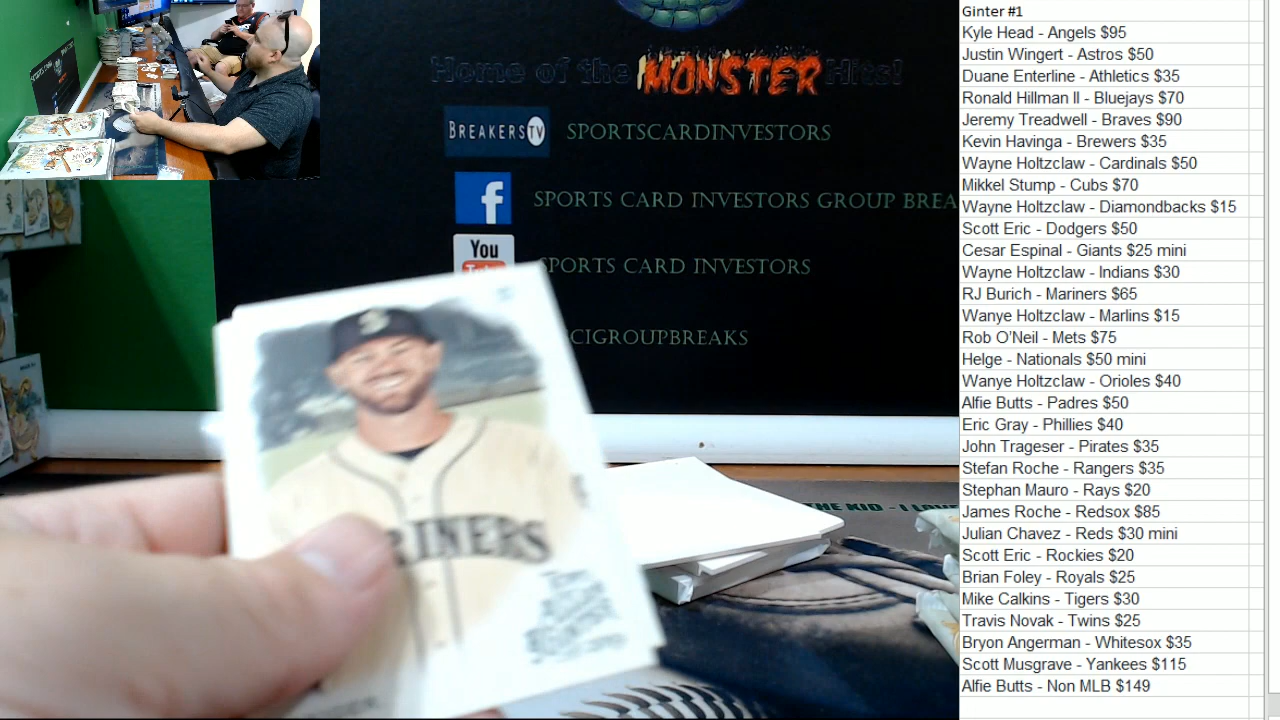 Home of the MONSTER Hits!
BREAKERS TV SPORTSCARDINVESTORS
f SPORTS CARD INVESTORS GROUP BREA
You
SPORTS CARD INVESTORS
CIGROUPBREAKS
THE KID - I
S
RINERS
Ginter #1
Kyle Head - Angels $95
Justin Wingert - Astros $50
Duane Enterline - Athletics $35
Ronald Hillman II - Bluejays $70
Jeremy Treadwell - Braves $90
Kevin Havinga - Brewers $35
Wayne Holtzclaw - Cardinals $50
Mikkel Stump - Cubs $70
Wayne Holtzclaw - Diamondbacks $15
Scott Eric - Dodgers $50
Cesar Espinal - Giants $25 mini
Wayne Holtzclaw - Indians $30
RJ Burich - Mariners $65
Wanye Holtzclaw - Marlins $15
Rob O'Neil - Mets $75
Helge - Nationals $50 mini
Wanye Holtzclaw - Orioles $40
Alfie Butts - Padres $50
Eric Gray - Phillies $40
John Trageser - Pirates $35
Stefan Roche - Rangers $35
Stephan Mauro - Rays $20
James Roche - Redsox $85
Julian Chavez - Reds $30 mini
Scott Eric - Rockies $20
Brian Foley - Royals $25
Mike Calkins - Tigers $30
Travis Novak - Twins $25
Bryon Angerman - Whitesox $35
Scott Musgrave - Yankees $115
Alfie Butts - Non MLB $149